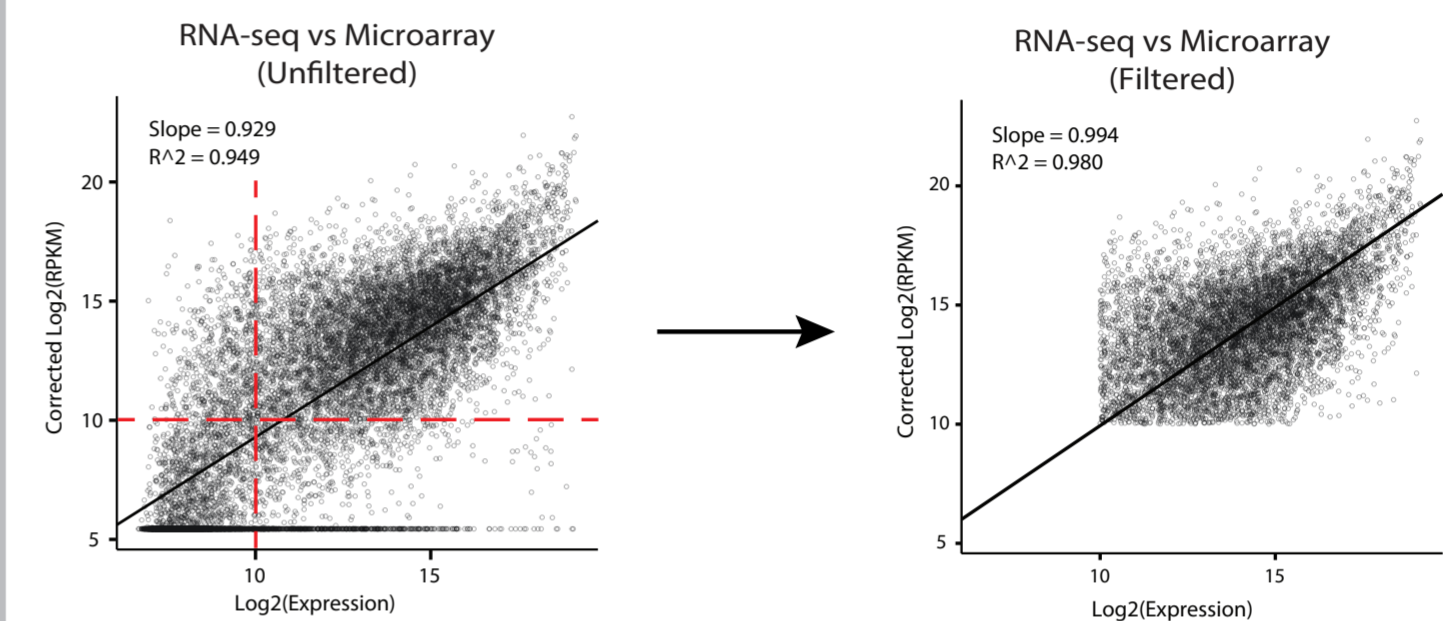 RNA-seq vs Microarray
(Unfiltered)
Slope = 0.929
R^2 = 0.949
20
15
10
5
Corrected Log2(RPKM)
10
15
Log2(Expression)
RNA-seq vs Microarray
(Filtered)
Slope = 0.994
R^2 = 0.980
20
15
10
5
Corrected Log2(RPKM)
10
15
Log2(Expression)